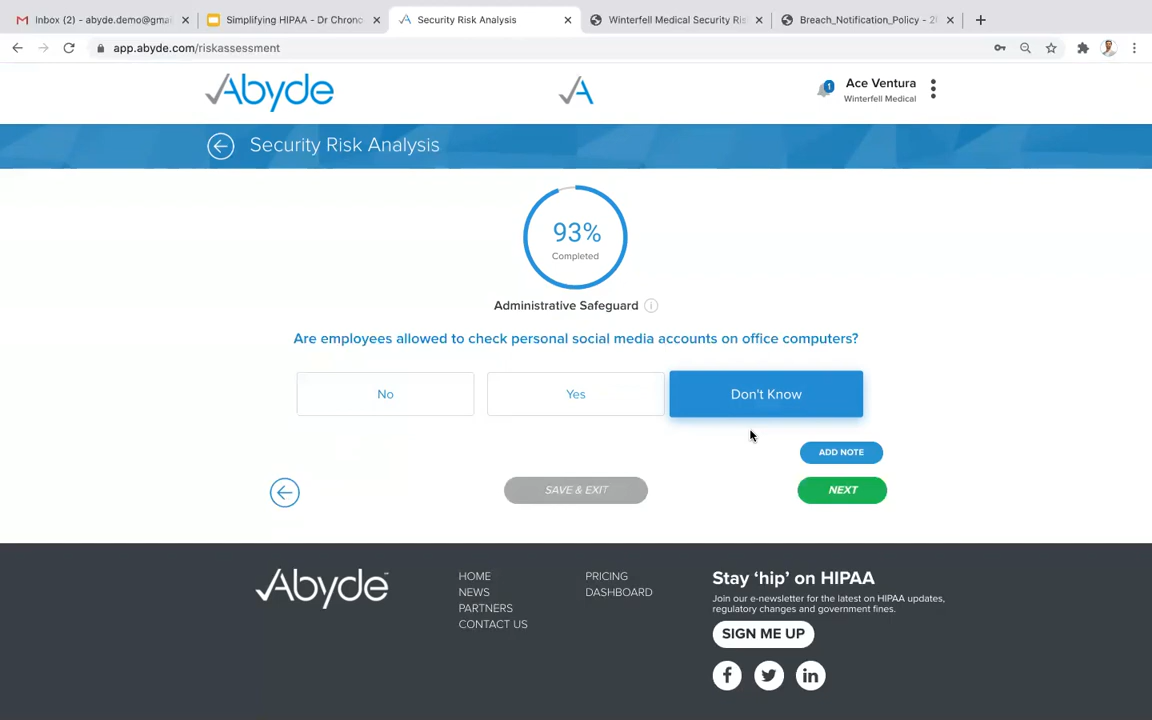 Inbox (1) - abyde.demo@gmai
Simplifying HIPAA - Dr Chrono
Security Risk Analysis
Winterfell Medical Security Ris
Breach_Notification_Policy - 2
app.abyde.com/riskassessment
Abyde
A
1
Ace Ventura
Winterfell Medical
Security Risk Analysis
93%
Completed
Administrative Safeguard
i
Are employees allowed to check personal social media accounts on office computers?
No
Yes
Don't Know
ADD NOTE
SAVE & EXIT
NEXT
Abyde
HOME
NEWS
PARTNERS
CONTACT US
PRICING
DASHBOARD
Stay ‘hip’ on HIPAA
Join our e-newsletter for the latest on HIPAA updates,
regulatory changes and government fines.
SIGN ME UP